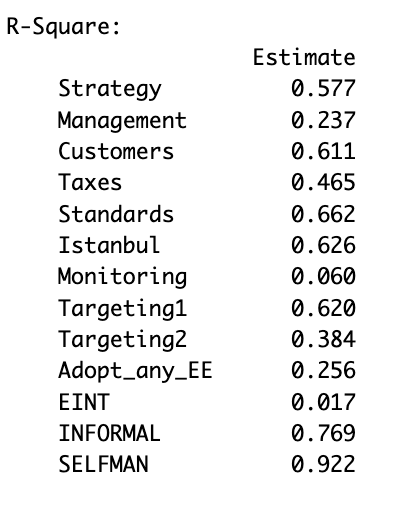 R-Square:
Estimate
Strategy 0.577
Management 0.237
Customers 0.611
Taxes 0.465
Standards 0.662
Istanbul 0.626
Monitoring 0.060
Targeting1 0.620
Targeting2 0.384
Adopt_any_EE 0.256
EINT 0.017
INFORMAL 0.769
SELFMAN 0.922